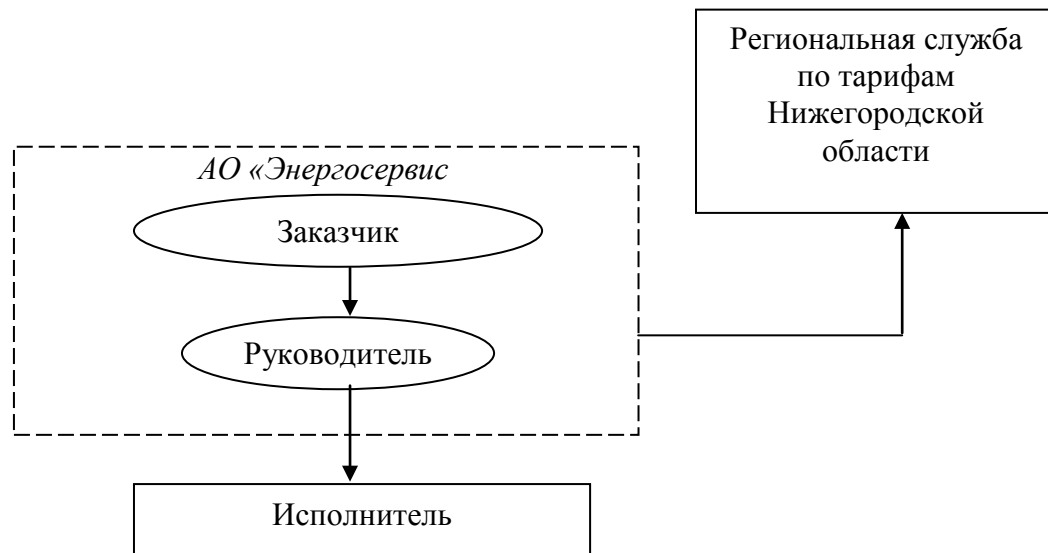 Региональная служба
по тарифам
Нижегородской
области
АО «Энергосервис
Заказчик
Руководитель
Исполнитель